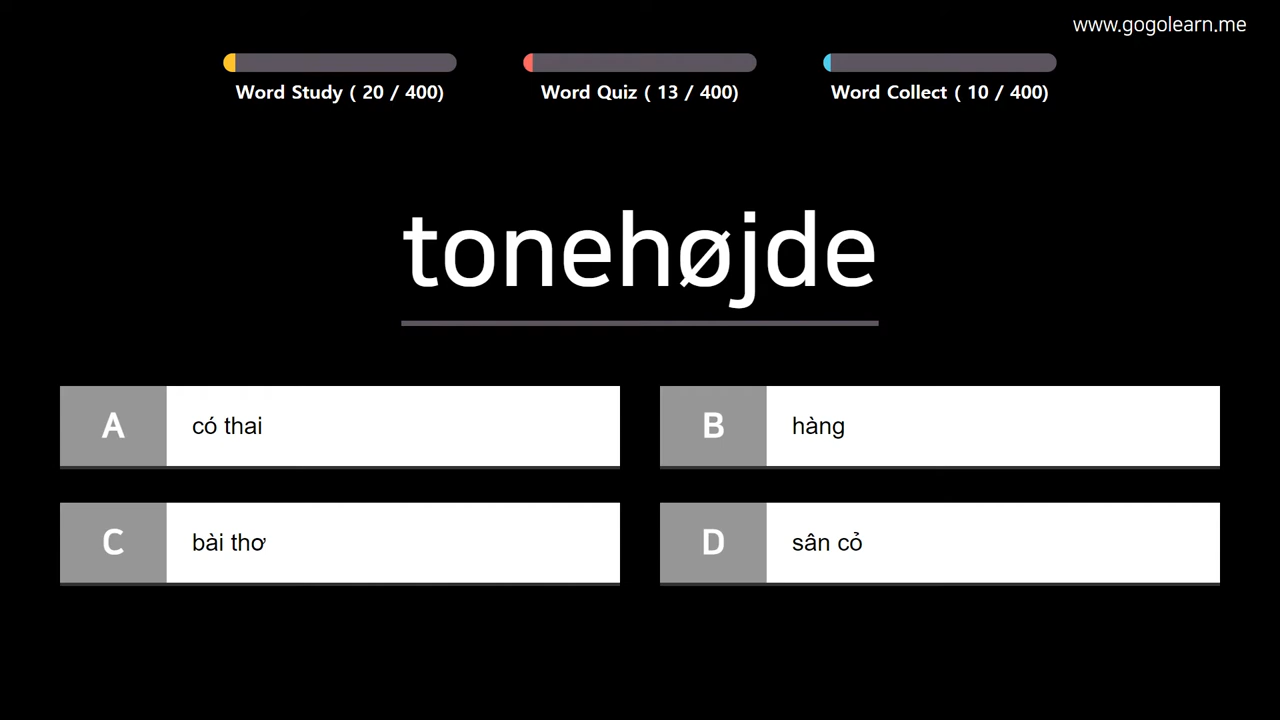 www.gogolearn.me
Word Study ( 20 / 400)
Word Quiz ( 13 / 400)
Word Collect ( 10 / 400)
tonehøjde
A
có thai
B
hàng
C
bài thơ
D
sân cỏ